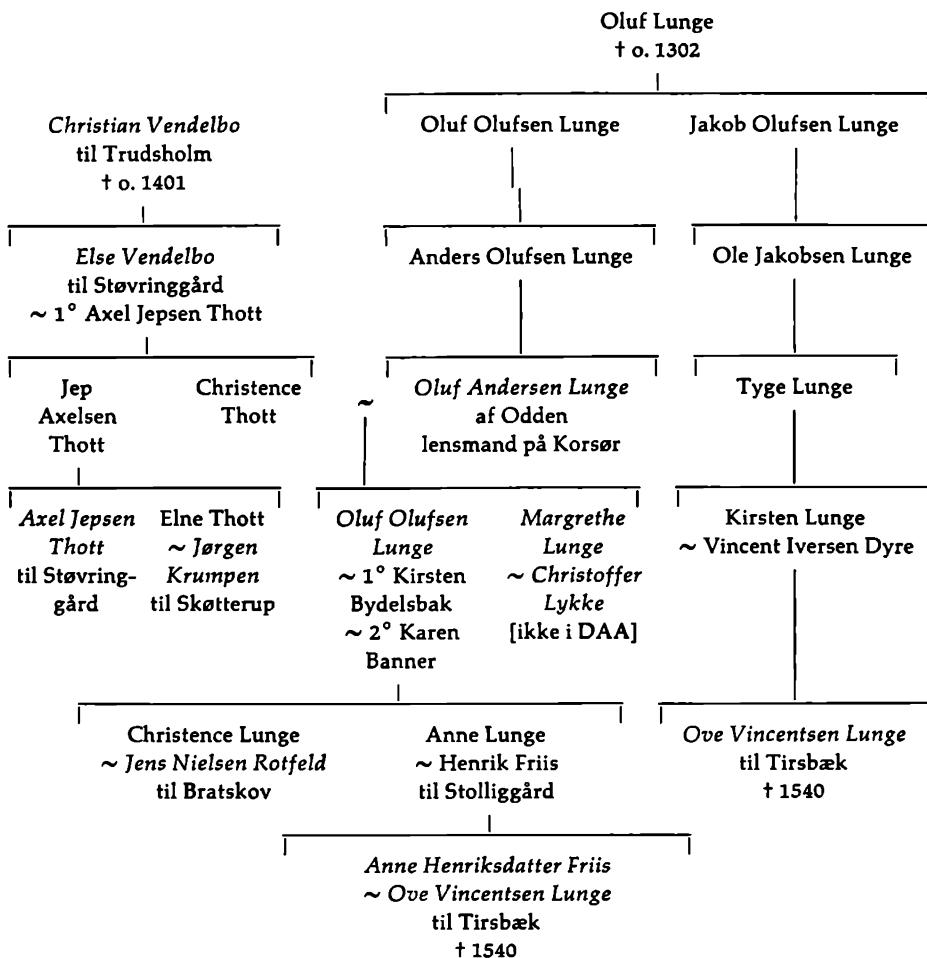 Oluf Lunge
† o. 1302
Christian Vendelbo
til Trudsholm
† o. 1401
Oluf Olufsen Lunge
Jakob Olufsen Lunge
Else Vendelbo
til Støvringgård
~ 1° Axel Jepsen Thott
Anders Olufsen Lunge
Ole Jakobsen Lunge
Jep
Axelsen
Thott
Christence
Thott
~
Oluf Andersen Lunge
af Odden
lensmand på Korsør
Tyge Lunge
Axel Jepsen
Thott
til Støvring-
gård
Elne Thott
~ Jørgen
Krumpen
til Skøtterup
Oluf Olufsen
Lunge
~ 1° Kirsten
Bydelsbak
~ 2° Karen
Banner
Margrethe
Lunge
~ Christoffer
Lykke
[ikke i DAA]
Kirsten Lunge
~ Vincent Iversen Dyre
Christence Lunge
~ Jens Nielsen Rotfeld
til Bratskov
Anne Lunge
~ Henrik Friis
til Stolliggård
Ove Vincentsen Lunge
til Tirsbæk
† 1540
Anne Henriksdatter Friis
~ Ove Vincentsen Lunge
til Tirsbæk
† 1540